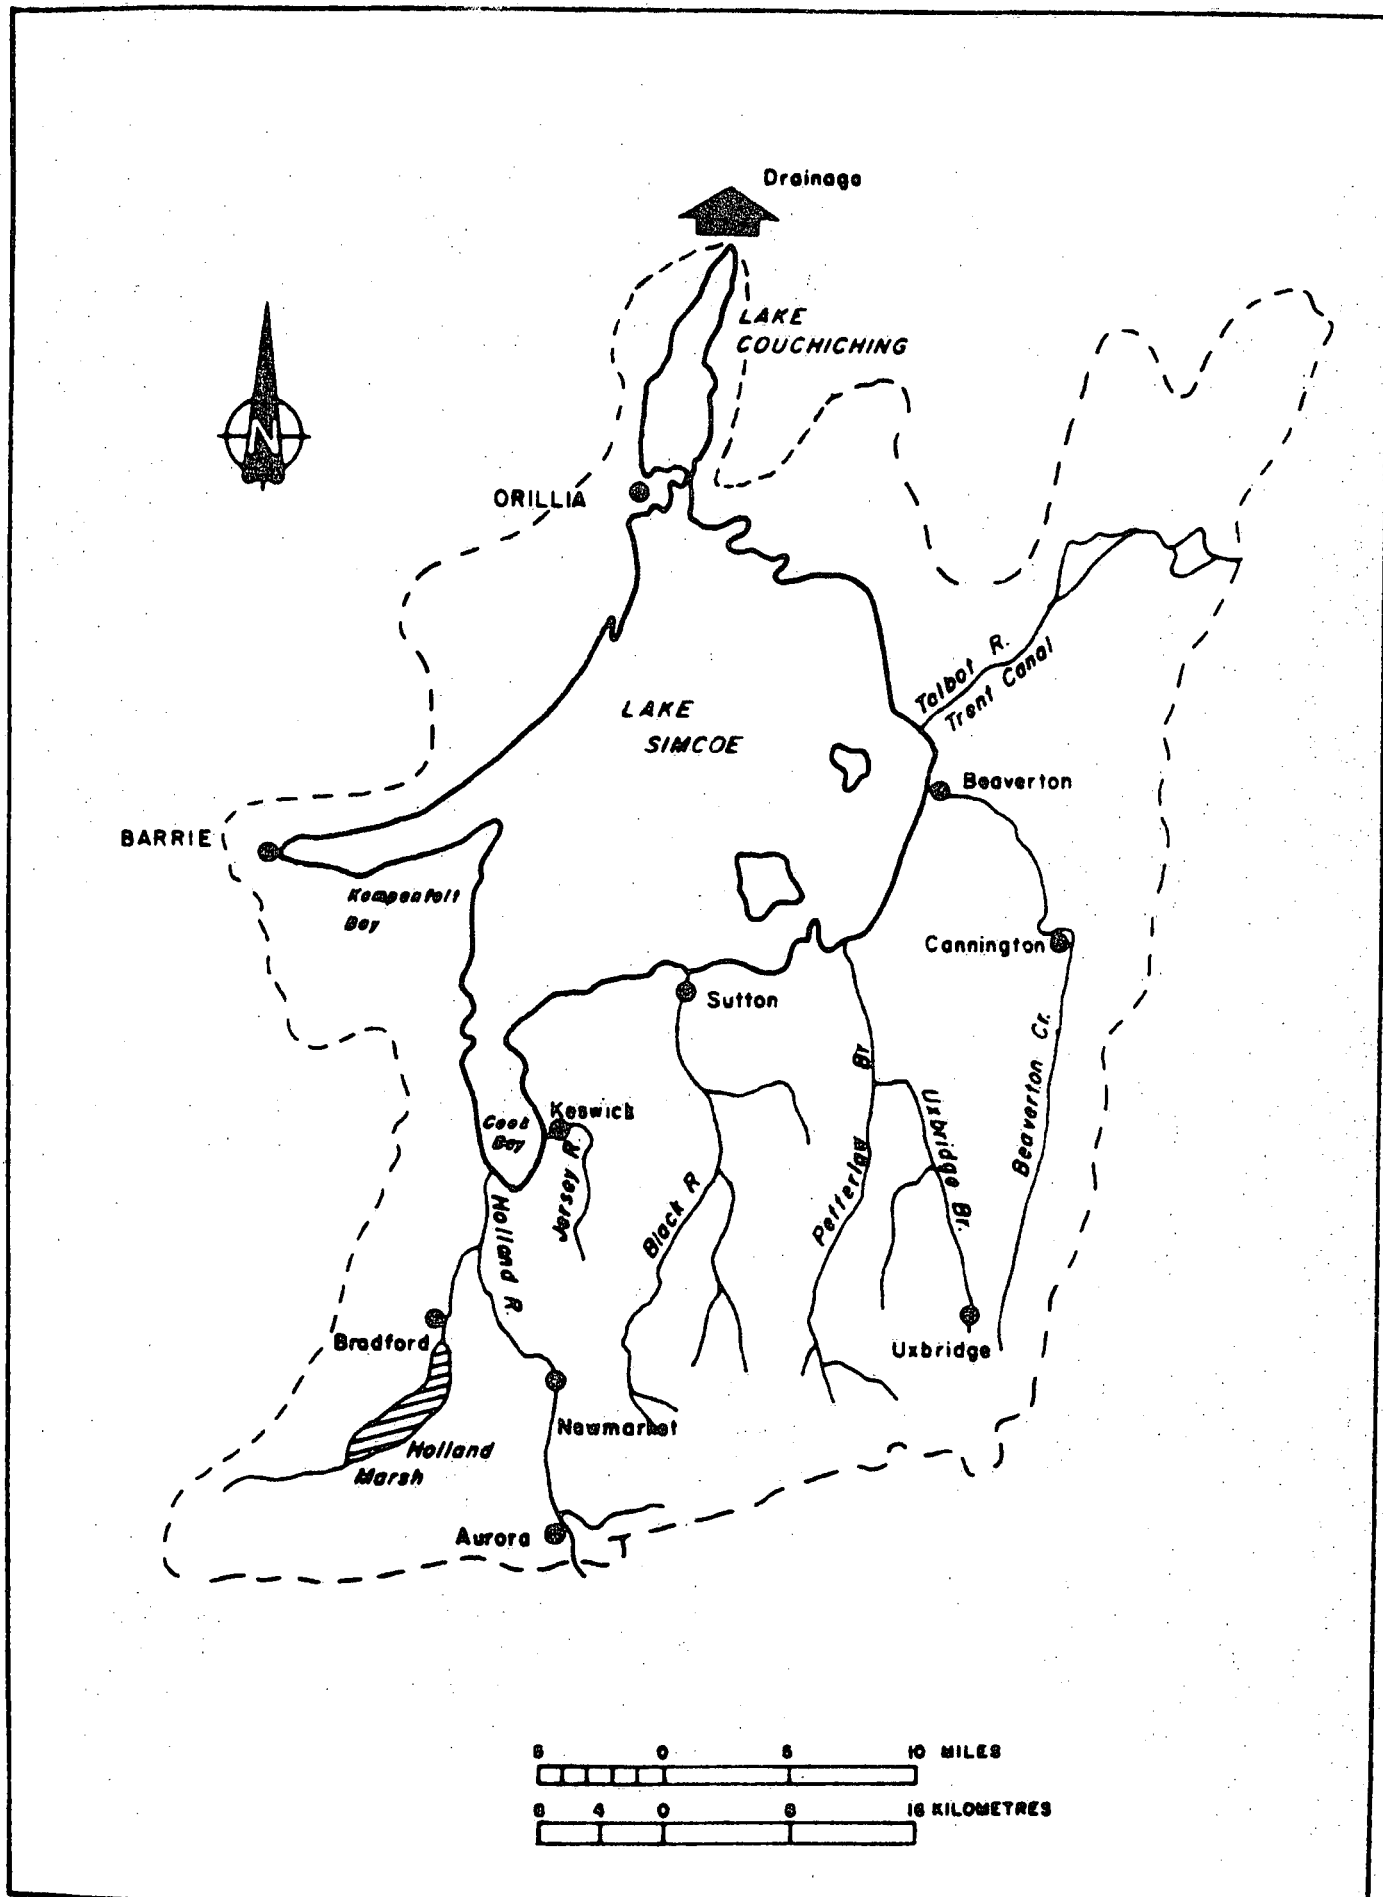 Drainage
LAKE
COUCHICHING
N
ORILLIA
Talbot R.
Trent Canal
LAKE
SIMCOE
Beaverton
BARRIE
Kempenfelt
Bay
Cannington
Sutton
Beaverton Cr.
Br
Uxbridge Br.
Keswick
Cook
Bay
Jersey R.
Black R
Pefferlaw
Holland R.
Bradford
Uxbridge
Newmarket
Holland
Marsh
Aurora
5 0 5 10 MILES
8 4 0 8 16 KILOMETRES